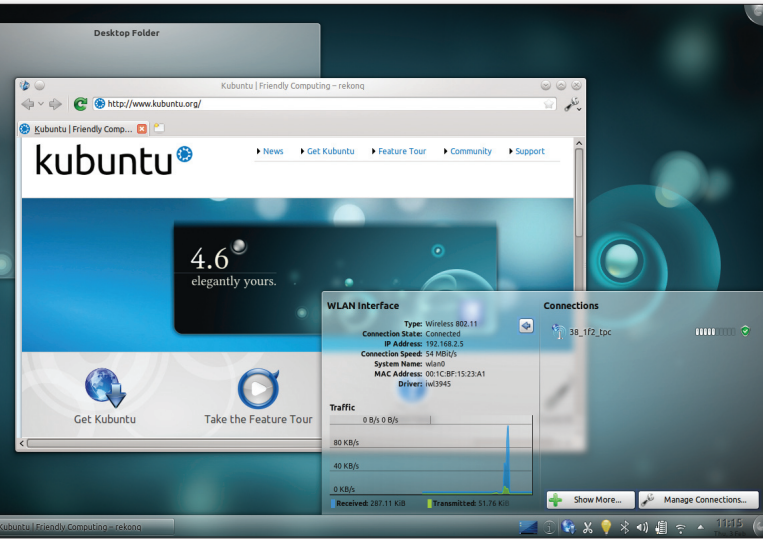 Desktop Folder
Kubuntu | Friendly Computing – rekonq
http://www.kubuntu.org/
Kubuntu | Friendly Comp...
kubuntu
News Get Kubuntu Feature Tour Community Support
4.6
elegantly yours.
Get Kubuntu Take the Feature Tour
WLAN Interface
Type: Wireless 802.11
Connection State: Connected
IP Address: 192.168.2.5
Connection Speed: 54 MBit/s
System Name: wlan0
MAC Address: 00:1C:BF:15:23:A1
Driver: iwl3945
Traffic
0 B/s 0 B/s
80 KB/s
40 KB/s
0 KB/s
Received: 287.11 KiB Transmitted: 51.76 KiB
Connections
38_1f2_tpc
Show More... Manage Connections...
Kubuntu | Friendly Computing – rekonq
11:15